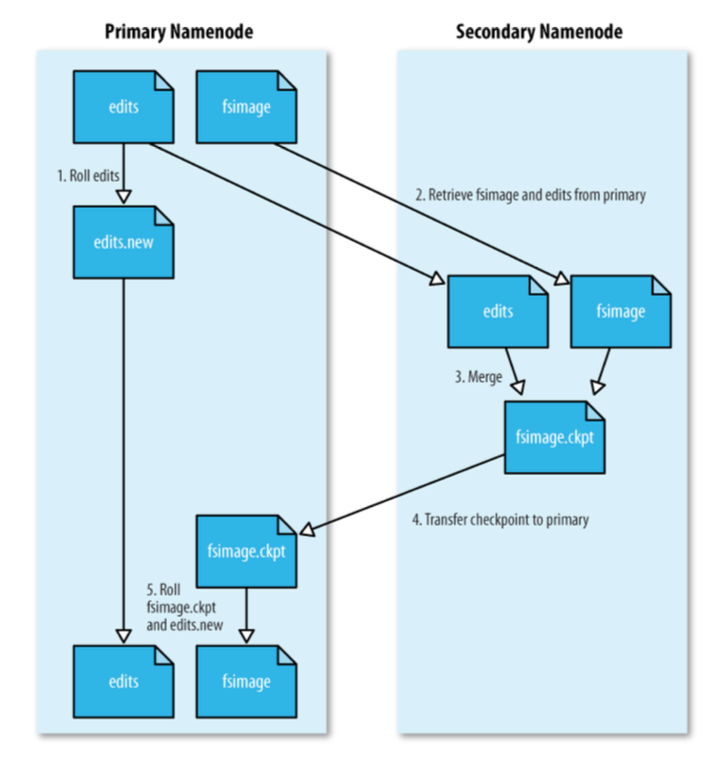 Primary Namenode
Secondary Namenode
edits
fsimage
1. Roll edits
2. Retrieve fsimage and edits from primary
edits.new
edits
fsimage
3. Merge
fsimage.ckpt
4. Transfer checkpoint to primary
fsimage.ckpt
5. Roll
fsimage.ckpt
and edits.new
edits
fsimage